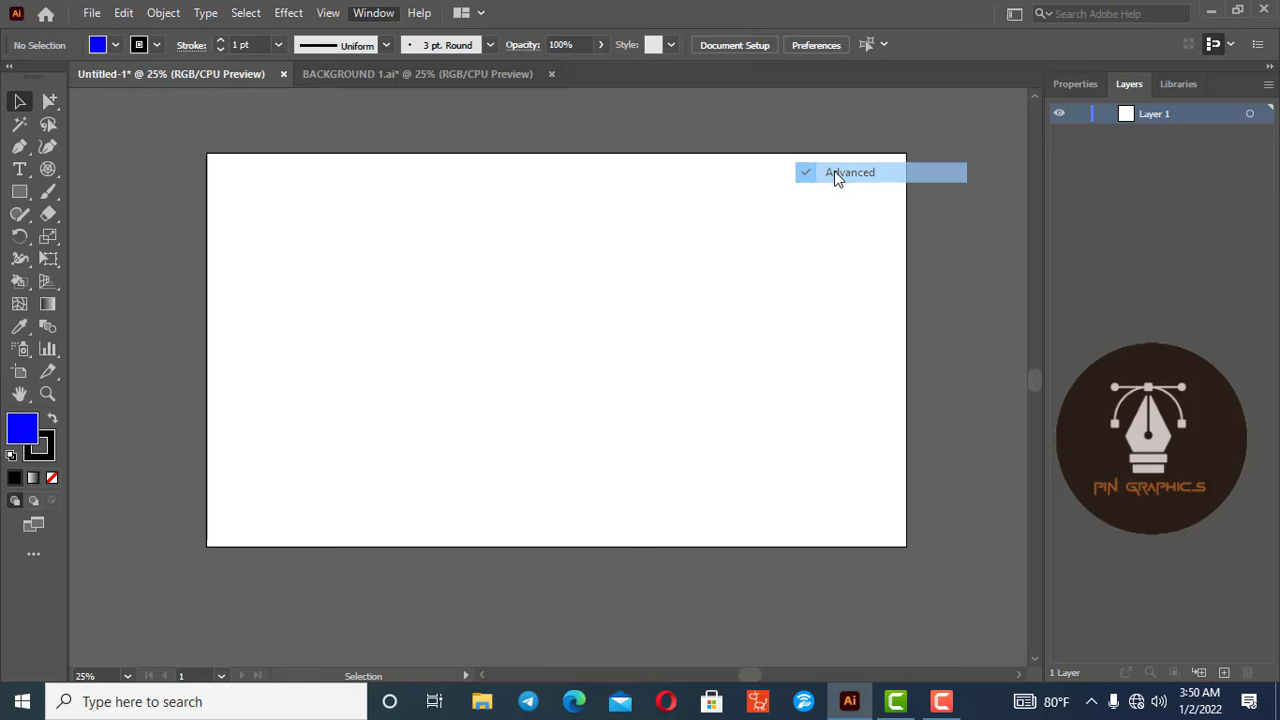 Ai File Edit Object Type Select Effect View Window Help Search Adobe Help
No Selection Stroke: 1 pt Uniform 3 pt. Round Opacity: 100% Style: Document Setup Preferences
Untitled-1* @ 25% (RGB/CPU Preview) BACKGROUND 1.ai* @ 25% (RGB/CPU Preview)
Properties Layers Libraries
Layer 1
Advanced
PIN GRAPHICS
25% 1 Selection
1 Layer
Type here to search Ai 80°F 3:50 AM
1/2/2022